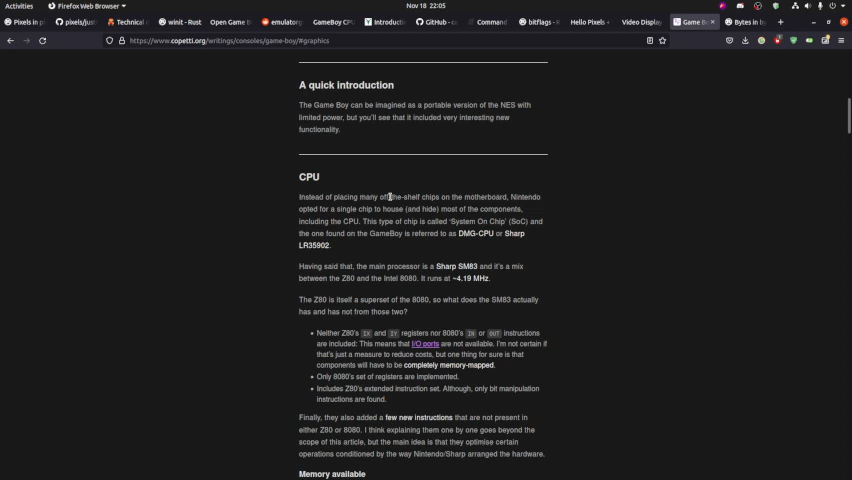 Activities
Firefox Web Browser
Nov 18 22:05
Pixels in pi
pixels/just
Technical
winit - Rust
Open Game B
emulator
GameBoy CPU
Introductio
GitHub - c
Command
bitflags - R
Hello Pixels +
Video Display
Game Bo
Bytes in by
https://www.copetti.org/writings/consoles/game-boy/#graphics
A quick introduction
The Game Boy can be imagined as a portable version of the NES with
limited power, but you'll see that it included very interesting new
functionality.
CPU
Instead of placing many off-the-shelf chips on the motherboard, Nintendo
opted for a single chip to house (and hide) most of the components,
including the CPU. This type of chip is called 'System On Chip' (SoC) and
the one found on the GameBoy is referred to as DMG-CPU or Sharp
LR35902.
Having said that, the main processor is a Sharp SM83 and it's a mix
between the Z80 and the Intel 8080. It runs at ~4.19 MHz.
The Z80 is itself a superset of the 8080, so what does the SM83 actually
has and has not from those two?
Neither Z80's IX and IY registers nor 8080's IN or OUT instructions
are included: This means that I/O ports are not available. I'm not certain if
that's just a measure to reduce costs, but one thing for sure is that
components will have to be completely memory-mapped.
Only 8080's set of registers are implemented.
Includes Z80's extended instruction set. Although, only bit manipulation
instructions are found.
Finally, they also added a few new instructions that are not present in
either Z80 or 8080. I think explaining them one by one goes beyond the
scope of this article, but the main idea is that they optimise certain
operations conditioned by the way Nintendo/Sharp arranged the hardware.
Memory available